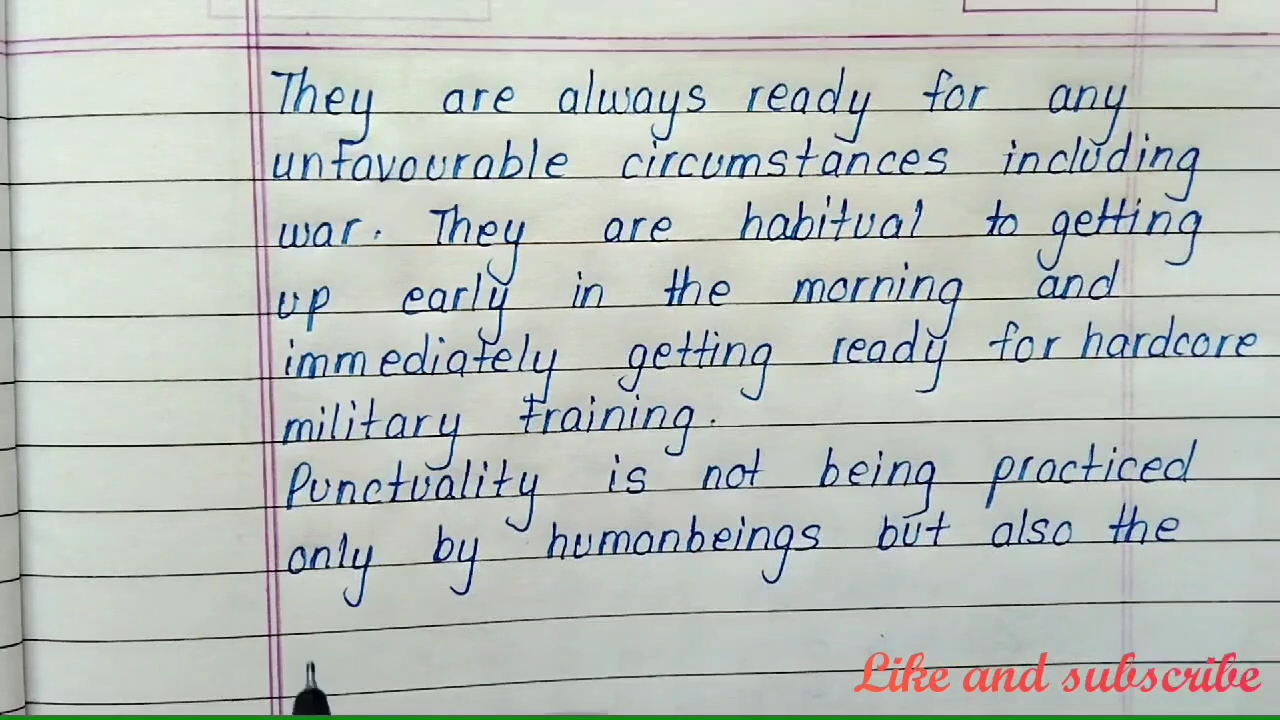 They are always ready for any
unfavourable circumstances including
war. They are habitual to getting
up early in the morning and
immediately getting ready for hardcore
military training.
Punctuality is not being practiced
only by humanbeings but also the
Like and subscribe